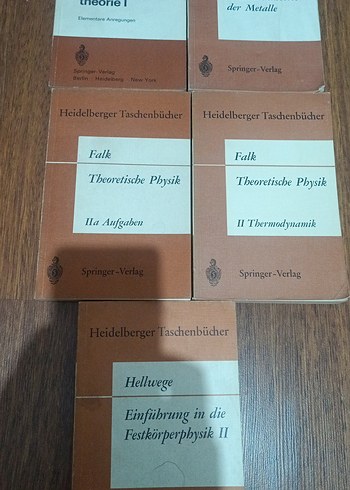 theorie I
Elementare Anregungen
Springer-Verlag
Berlin · Heidelberg · New York
der Metalle
Springer-Verlag
Heidelberger Taschenbücher
Falk
Theoretische Physik
IIa Aufgaben
Springer-Verlag
Heidelberger Taschenbücher
Falk
Theoretische Physik
II Thermodynamik
Springer-Verlag
Heidelberger Taschenbücher
Hellwege
Einführung in die
Festkörperphysik II